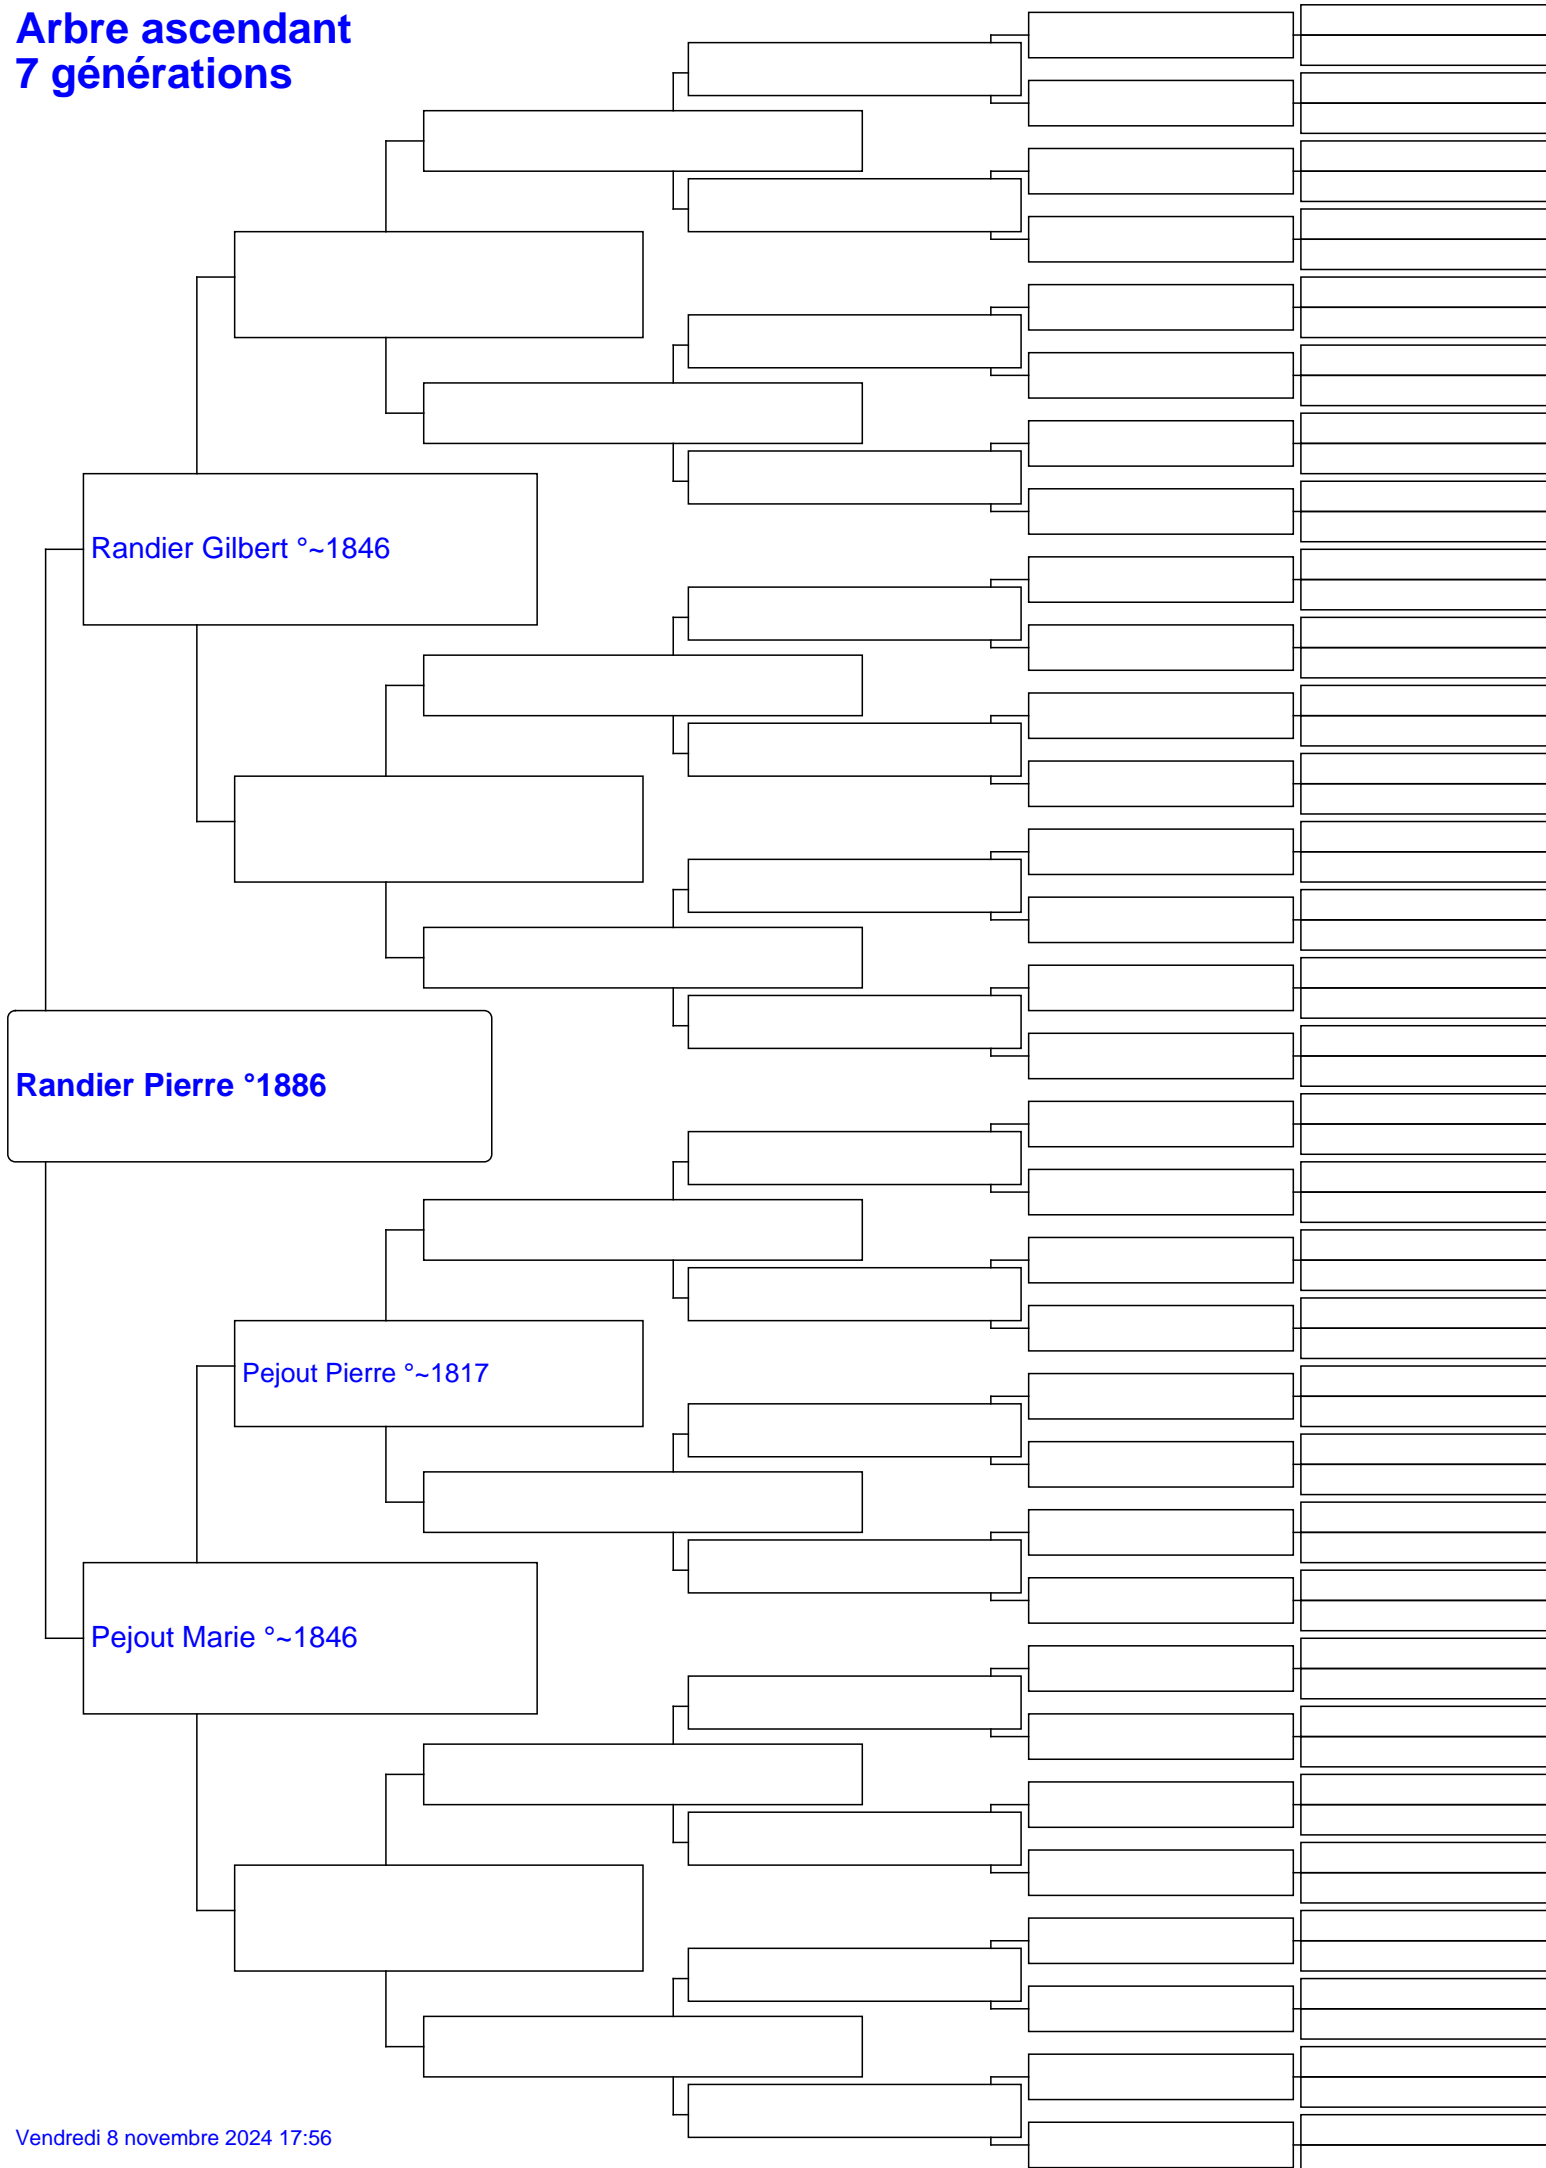 Arbre ascendant
7 générations
Randier Gilbert °~1846
Randier Pierre °1886
Pejout Pierre °~1817
Pejout Marie °~1846
Vendredi 8 novembre 2024 17:56